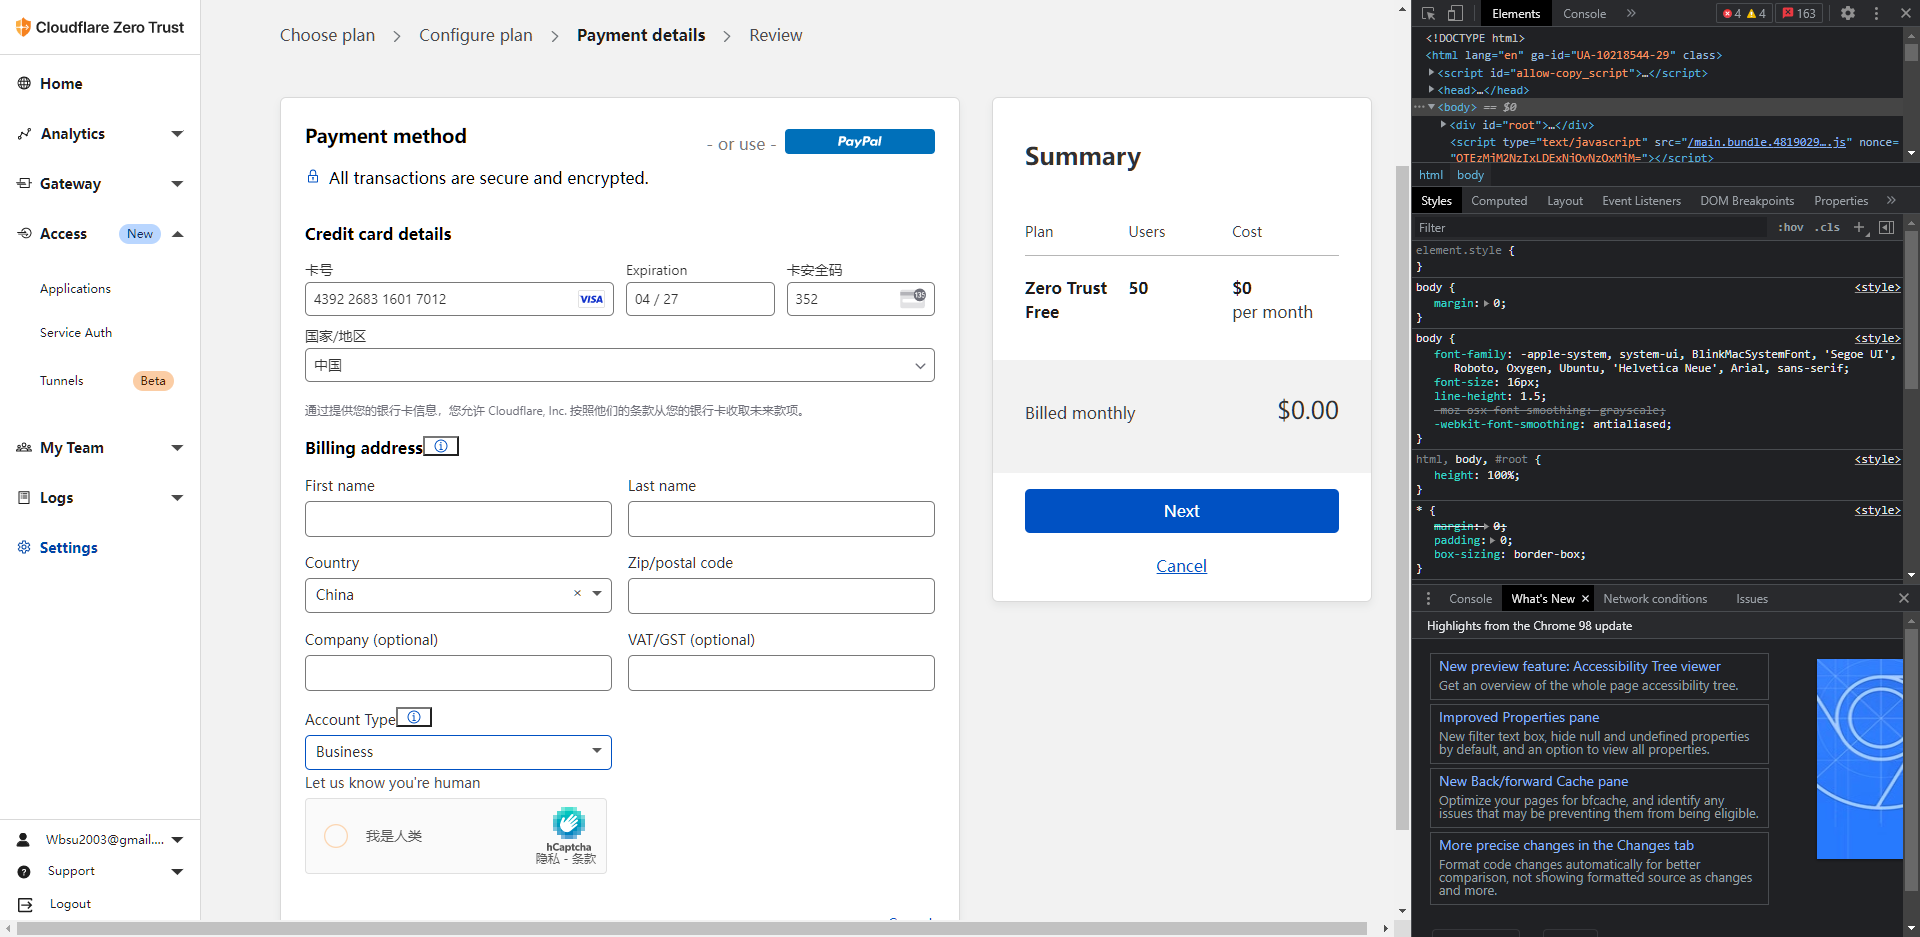 Cloudflare Zero Trust
Home
Analytics
Gateway
Access New
Applications
Service Auth
Tunnels Beta
My Team
Logs
Settings
Wbsu2003@gmail....
Support
Logout
Choose plan > Configure plan > Payment details > Review
Payment method
- or use - PayPal
All transactions are secure and encrypted.
Credit card details
卡号 Expiration 卡安全码
4392 2683 1601 7012 VISA 04 / 27 352
国家/地区
中国
通过提供您的银行卡信息，您允许 Cloudflare, Inc. 按照他们的条款从您的银行卡收取未来款项。
Billing address
First name Last name
Country Zip/postal code
China ×
Company (optional) VAT/GST (optional)
Account Type
Business
Let us know you're human
我是人类
hCaptcha
隐私 - 条款
Summary
Plan Users Cost
Zero Trust Free 50 $0 per month
Billed monthly $0.00
Next
Cancel
Elements Console » 4 4 163
<!DOCTYPE html>
<html lang="en" ga-id="UA-10218544-29" class>
<script id="allow-copy_script">…</script>
<head>…</head>
<body> == $0
<div id="root">…</div>
<script type="text/javascript" src="/main.bundle.4819029….js" nonce=
html body
Styles Computed Layout Event Listeners DOM Breakpoints Properties »
Filter :hov .cls +
element.style {
}
body { <style>
margin: 0;
}
body { <style>
font-family: -apple-system, system-ui, BlinkMacSystemFont, 'Segoe UI',
Roboto, Oxygen, Ubuntu, 'Helvetica Neue', Arial, sans-serif;
font-size: 16px;
line-height: 1.5;
-moz-osx-font-smoothing: grayscale;
-webkit-font-smoothing: antialiased;
}
html, body, #root { <style>
height: 100%;
}
* { <style>
margin: 0;
padding: 0;
box-sizing: border-box;
}
Console What's New × Network conditions Issues
Highlights from the Chrome 98 update
New preview feature: Accessibility Tree viewer
Get an overview of the whole page accessibility tree.
Improved Properties pane
New filter text box, hide null and undefined properties
by default, and an option to view all properties.
New Back/forward Cache pane
Optimize your pages for bfcache, and identify any
issues that may be preventing them from being eligible.
More precise changes in the Changes tab
Format code changes automatically for better
comparison, not showing formatted source as changes
and more.